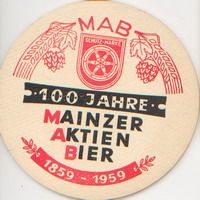 MAB
SCHUTZ-MARKE
100 JAHRE
MAINZER
AKTIEN
BIER
1859-1959